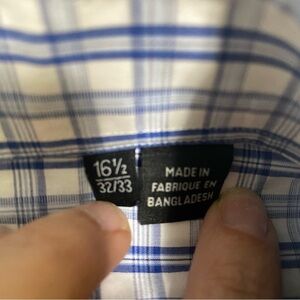 16½
32/33
MADE IN
FABRIQUE EN
BANGLADESH